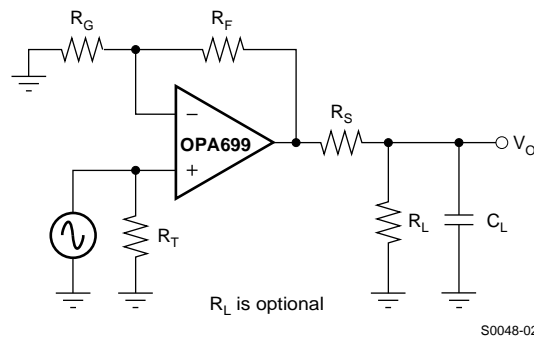 R_G
R_F
R_S
−
OPA699
+
V_O
R_T
R_L
C_L
R_L is optional
S0048-02